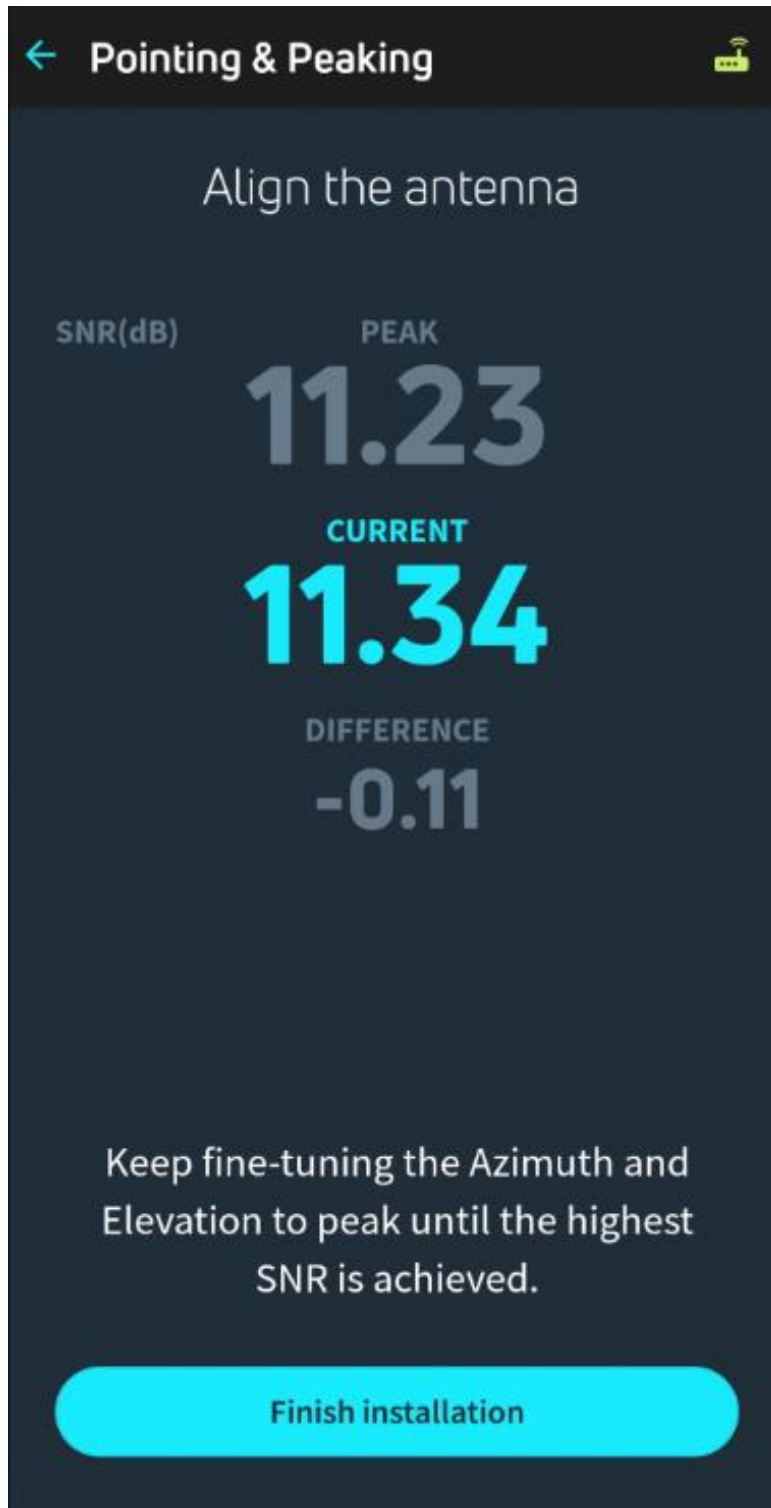 Pointing & Peaking
Align the antenna
SNR(dB)
PEAK
11.23
CURRENT
11.34
DIFFERENCE
-0.11
Keep fine-tuning the Azimuth and
Elevation to peak until the highest
SNR is achieved.
Finish installation